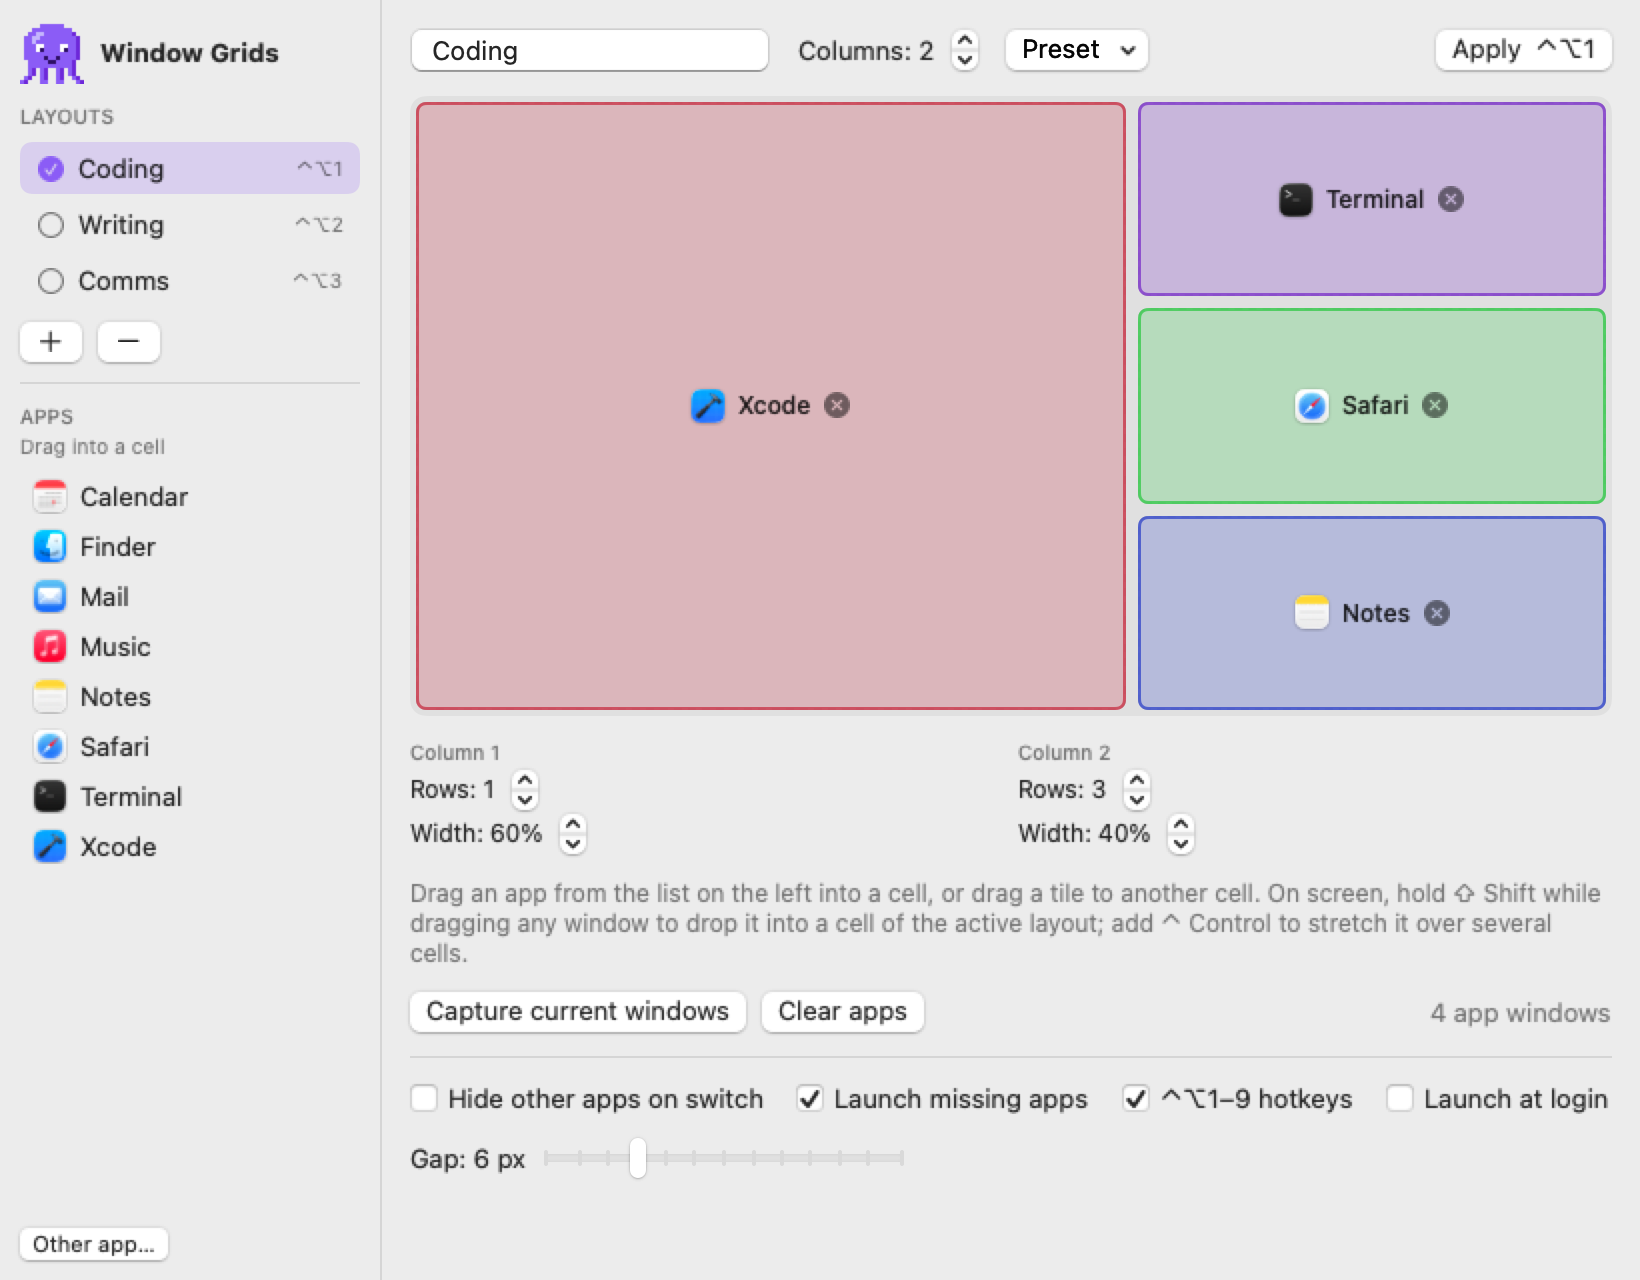 Window Grids
LAYOUTS
Coding ^⌥1
Writing ^⌥2
Comms ^⌥3
+ −
APPS
Drag into a cell
Calendar
Finder
Mail
Music
Notes
Safari
Terminal
Xcode
Other app...
Coding Columns: 2 Preset Apply ^⌥1
Xcode
Terminal
Safari
Notes
Column 1
Rows: 1
Width: 60%
Column 2
Rows: 3
Width: 40%
Drag an app from the list on the left into a cell, or drag a tile to another cell. On screen, hold ⇧ Shift while
dragging any window to drop it into a cell of the active layout; add ^ Control to stretch it over several
cells.
Capture current windows Clear apps 4 app windows
Hide other apps on switch Launch missing apps ^⌥1–9 hotkeys Launch at login
Gap: 6 px